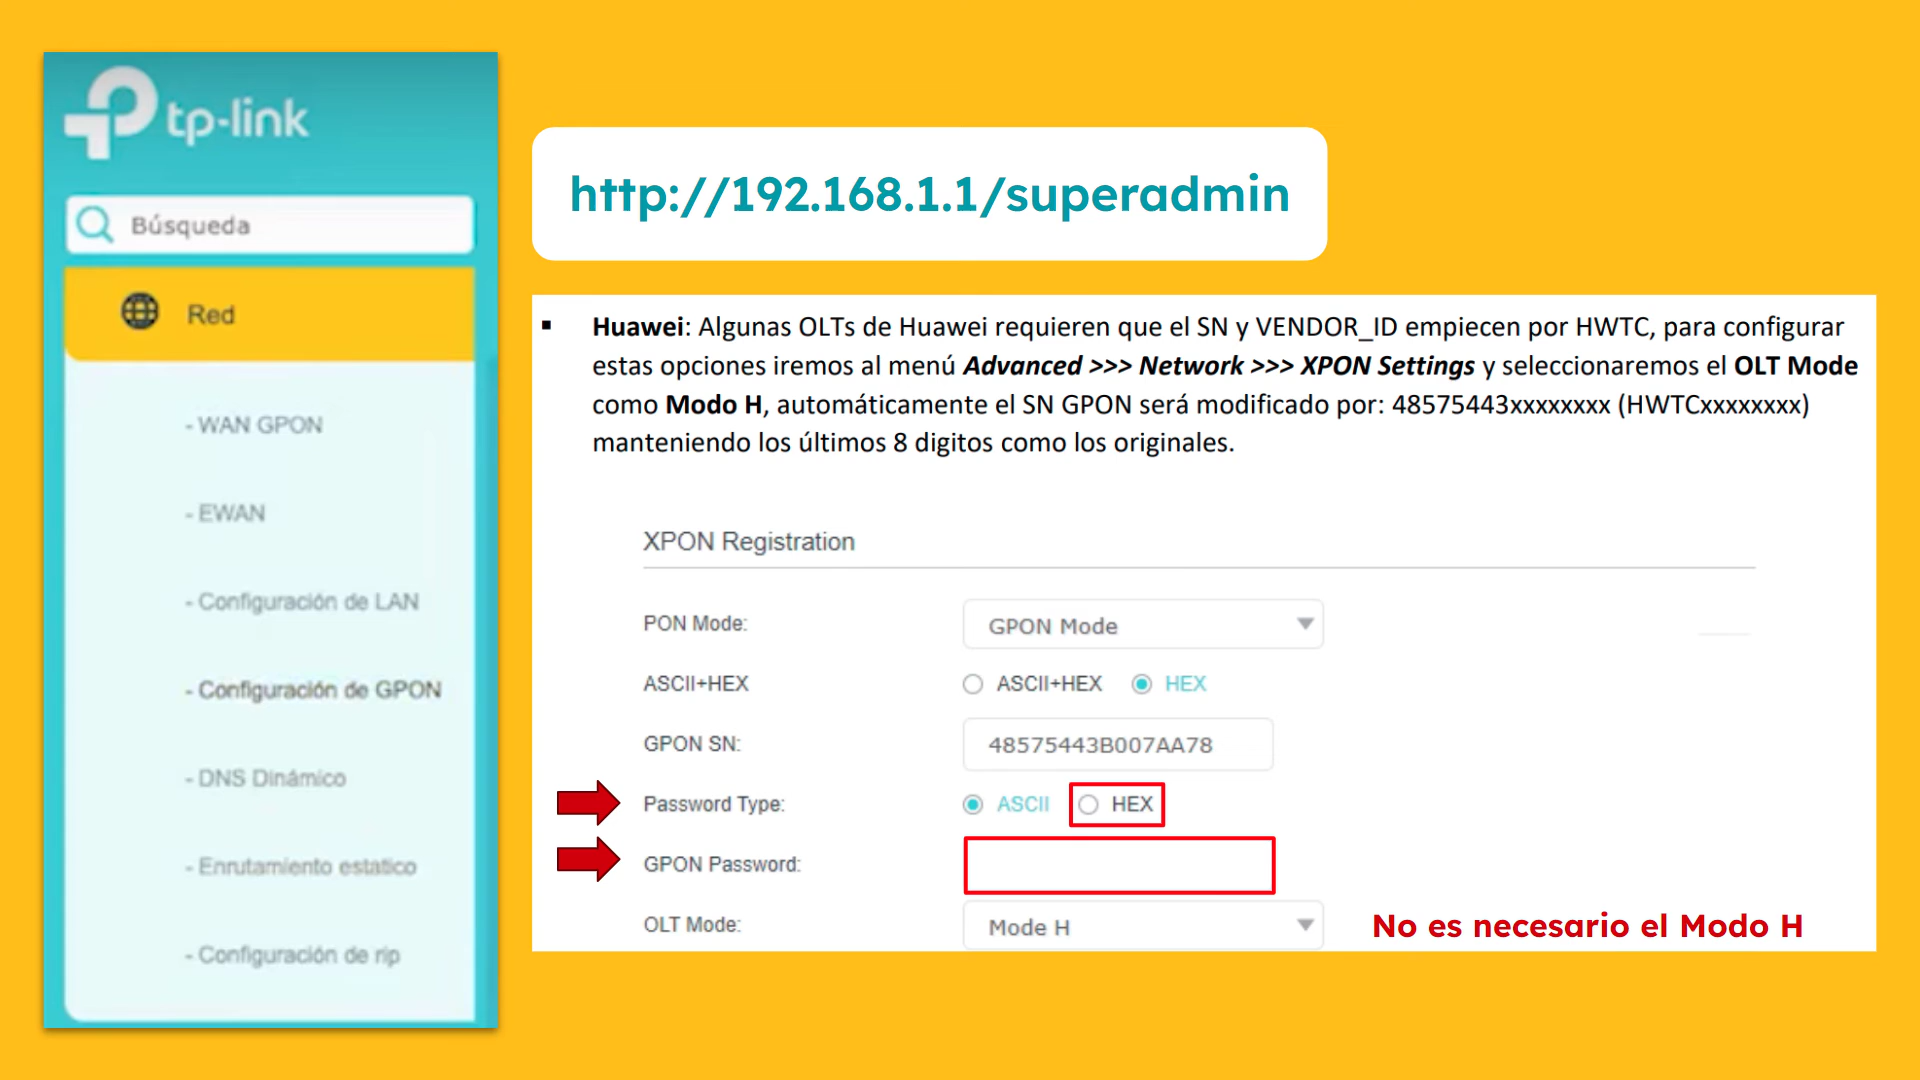 tp-link
Búsqueda
Red
- WAN GPON
- EWAN
- Configuración de LAN
- Configuración de GPON
- DNS Dinámico
- Enrutamiento estatico
- Configuración de rip
http://192.168.1.1/superadmin
▪ Huawei: Algunas OLTs de Huawei requieren que el SN y VENDOR_ID empiecen por HWTC, para configurar
estas opciones iremos al menú Advanced >>> Network >>> XPON Settings y seleccionaremos el OLT Mode
como Modo H, automáticamente el SN GPON será modificado por: 48575443xxxxxxxx (HWTCxxxxxxxx)
manteniendo los últimos 8 digitos como los originales.
XPON Registration
PON Mode: GPON Mode
ASCII+HEX ASCII+HEX HEX
GPON SN: 48575443B007AA78
Password Type: ASCII HEX
GPON Password:
OLT Mode: Mode H
No es necesario el Modo H